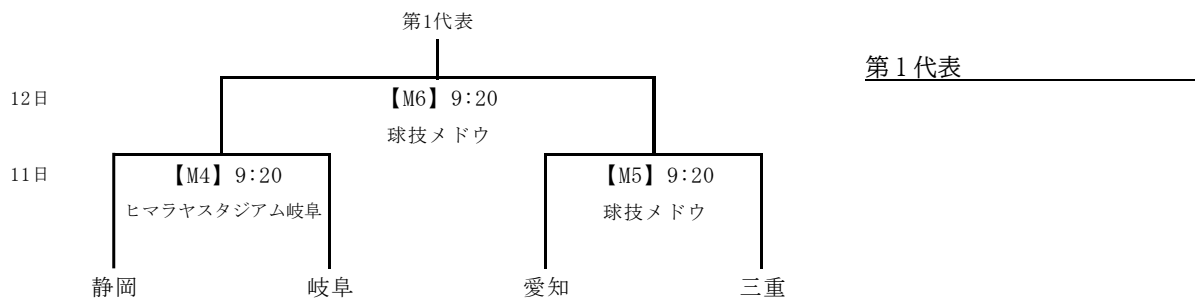 第1代表
第１代表
12日
【M6】9:20
球技メドウ
11日
【M4】9:20
【M5】9:20
ヒマラヤスタジアム岐阜
球技メドウ
静岡
岐阜
愛知
三重